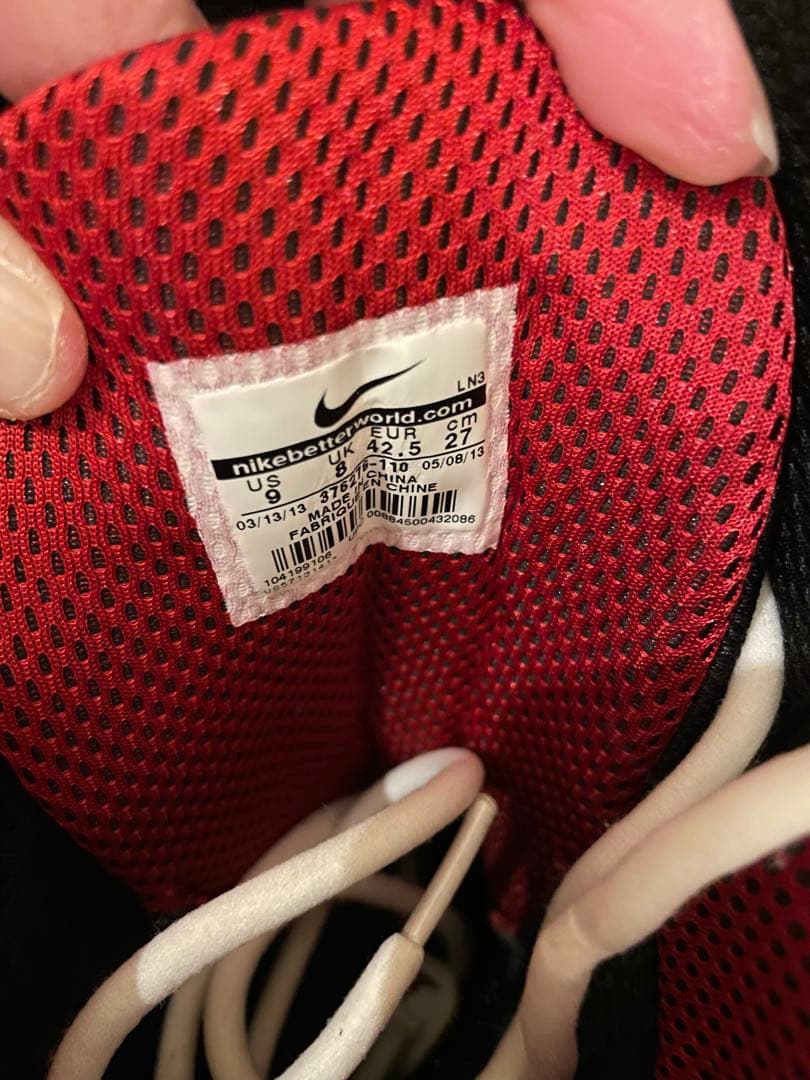 LN3
nikebetterworld.com
US UK EUR cm
9 8 42.5 27
03/13/13 05/08/13
MADE CHINA
FABRIQUE EN CHINE
00884500432086
104199106